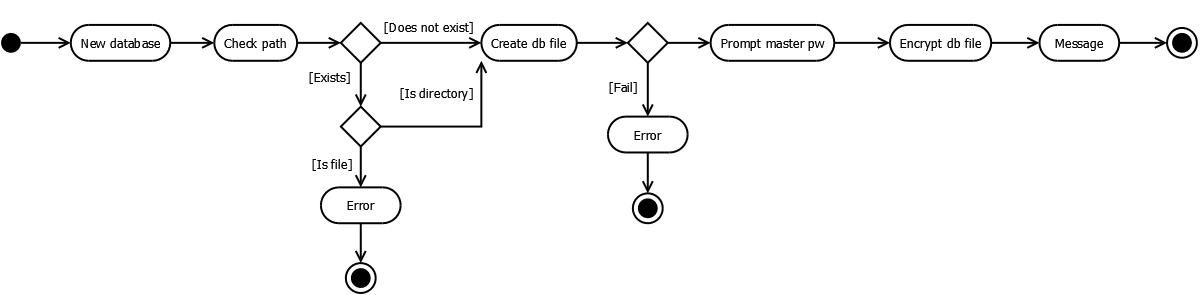 New database
Check path
[Does not exist]
Create db file
Prompt master pw
Encrypt db file
Message
[Exists]
[Is directory]
[Fail]
Error
[Is file]
Error